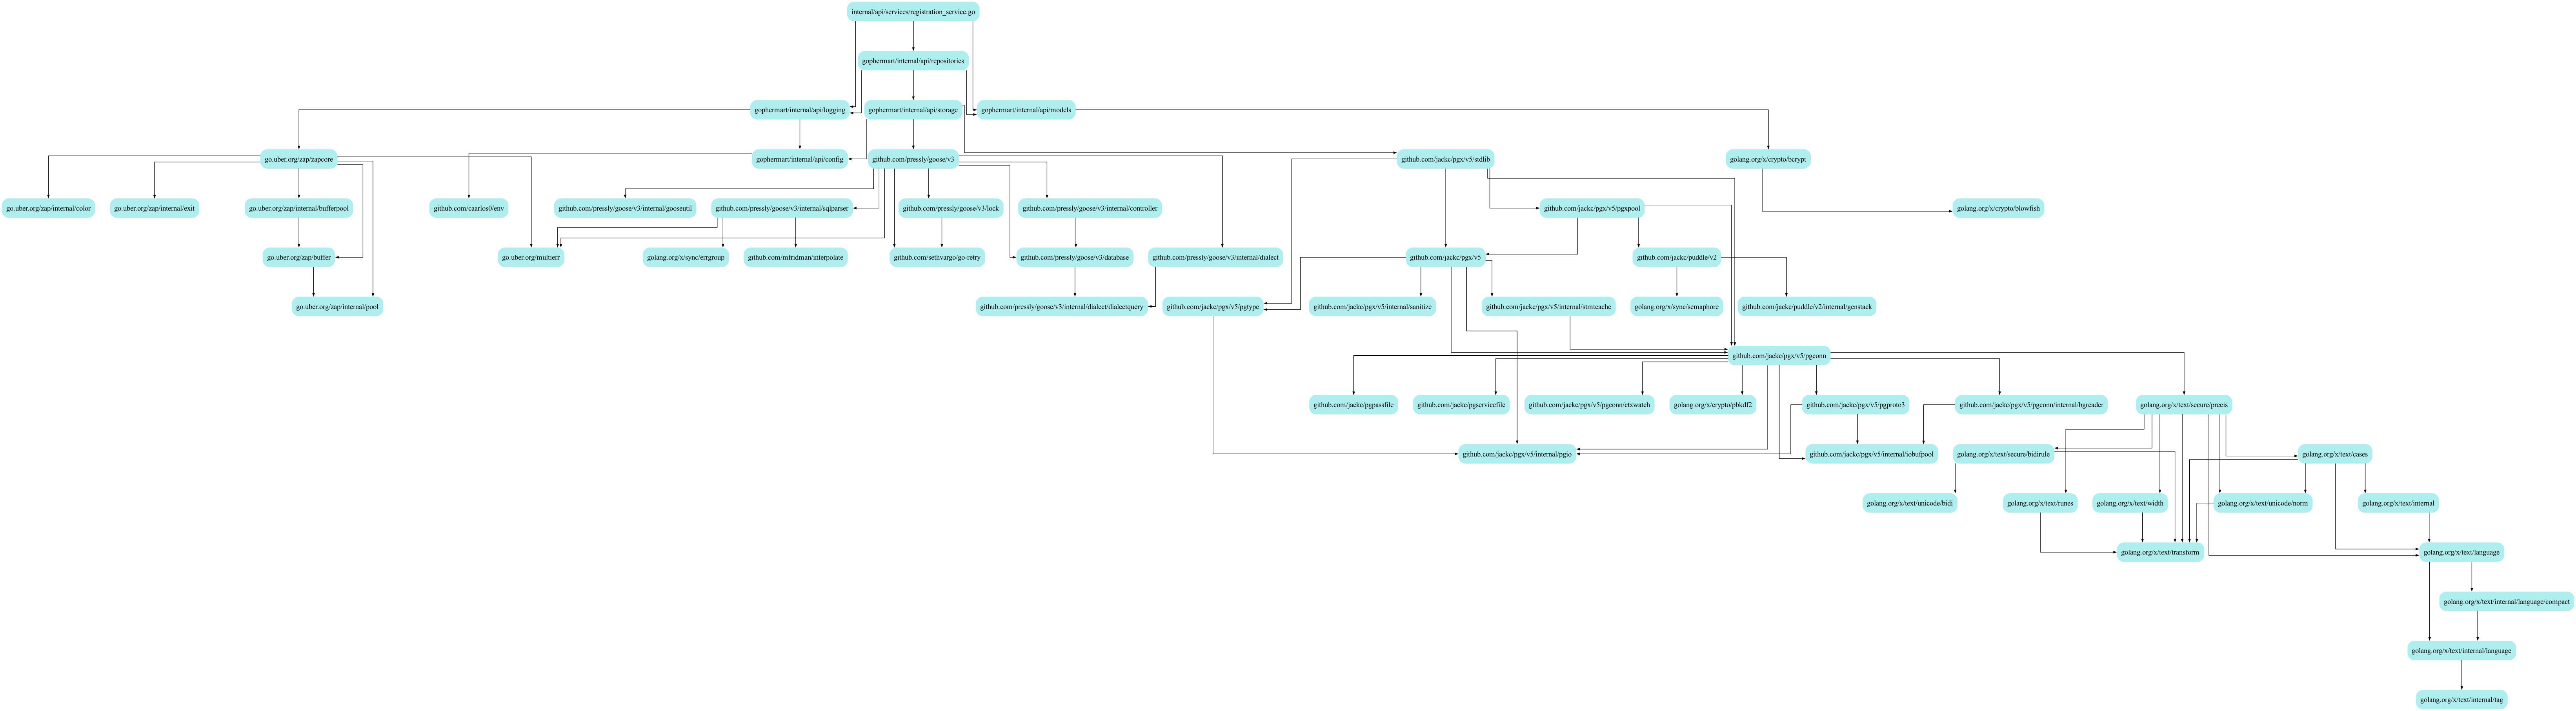 internal/api/services/registration_service.go
gophermart/internal/api/repositories
gophermart/internal/api/logging
gophermart/internal/api/storage
gophermart/internal/api/models
go.uber.org/zap/zapcore
gophermart/internal/api/config
github.com/pressly/goose/v3
github.com/jackc/pgx/v5/stdlib
golang.org/x/crypto/bcrypt
go.uber.org/zap/internal/color
go.uber.org/zap/internal/exit
go.uber.org/zap/internal/bufferpool
github.com/caarlos0/env
github.com/pressly/goose/v3/internal/gooseutil
github.com/pressly/goose/v3/internal/sqlparser
github.com/pressly/goose/v3/lock
github.com/pressly/goose/v3/internal/controller
github.com/jackc/pgx/v5/pgxpool
golang.org/x/crypto/blowfish
go.uber.org/zap/buffer
go.uber.org/multierr
golang.org/x/sync/errgroup
github.com/mfridman/interpolate
github.com/sethvargo/go-retry
github.com/pressly/goose/v3/database
github.com/pressly/goose/v3/internal/dialect
github.com/jackc/pgx/v5
github.com/jackc/puddle/v2
go.uber.org/zap/internal/pool
github.com/pressly/goose/v3/internal/dialect/dialectquery
github.com/jackc/pgx/v5/pgtype
github.com/jackc/pgx/v5/internal/sanitize
github.com/jackc/pgx/v5/internal/stmtcache
golang.org/x/sync/semaphore
github.com/jackc/puddle/v2/internal/genstack
github.com/jackc/pgx/v5/pgconn
github.com/jackc/pgpassfile
github.com/jackc/pgservicefile
github.com/jackc/pgx/v5/pgconn/ctxwatch
golang.org/x/crypto/pbkdf2
github.com/jackc/pgx/v5/pgproto3
github.com/jackc/pgx/v5/pgconn/internal/bgreader
golang.org/x/text/secure/precis
github.com/jackc/pgx/v5/internal/pgio
github.com/jackc/pgx/v5/internal/iobufpool
golang.org/x/text/secure/bidirule
golang.org/x/text/cases
golang.org/x/text/unicode/bidi
golang.org/x/text/runes
golang.org/x/text/width
golang.org/x/text/unicode/norm
golang.org/x/text/internal
golang.org/x/text/transform
golang.org/x/text/language
golang.org/x/text/internal/language/compact
golang.org/x/text/internal/language
golang.org/x/text/internal/tag